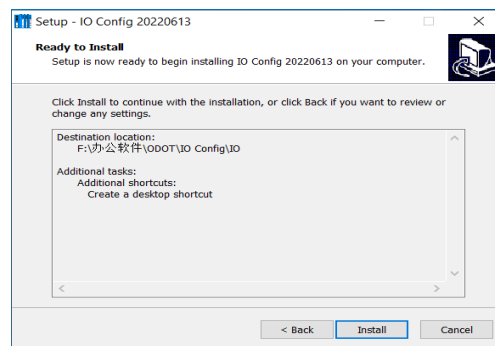 Setup - IO Config 20220613
Ready to Install
Setup is now ready to begin installing IO Config 20220613 on your computer.
Click Install to continue with the installation, or click Back if you want to review or
change any settings.
Destination location:
F:\办公软件\ODOT\IO Config\IO
Additional tasks:
Additional shortcuts:
Create a desktop shortcut
< Back Install Cancel